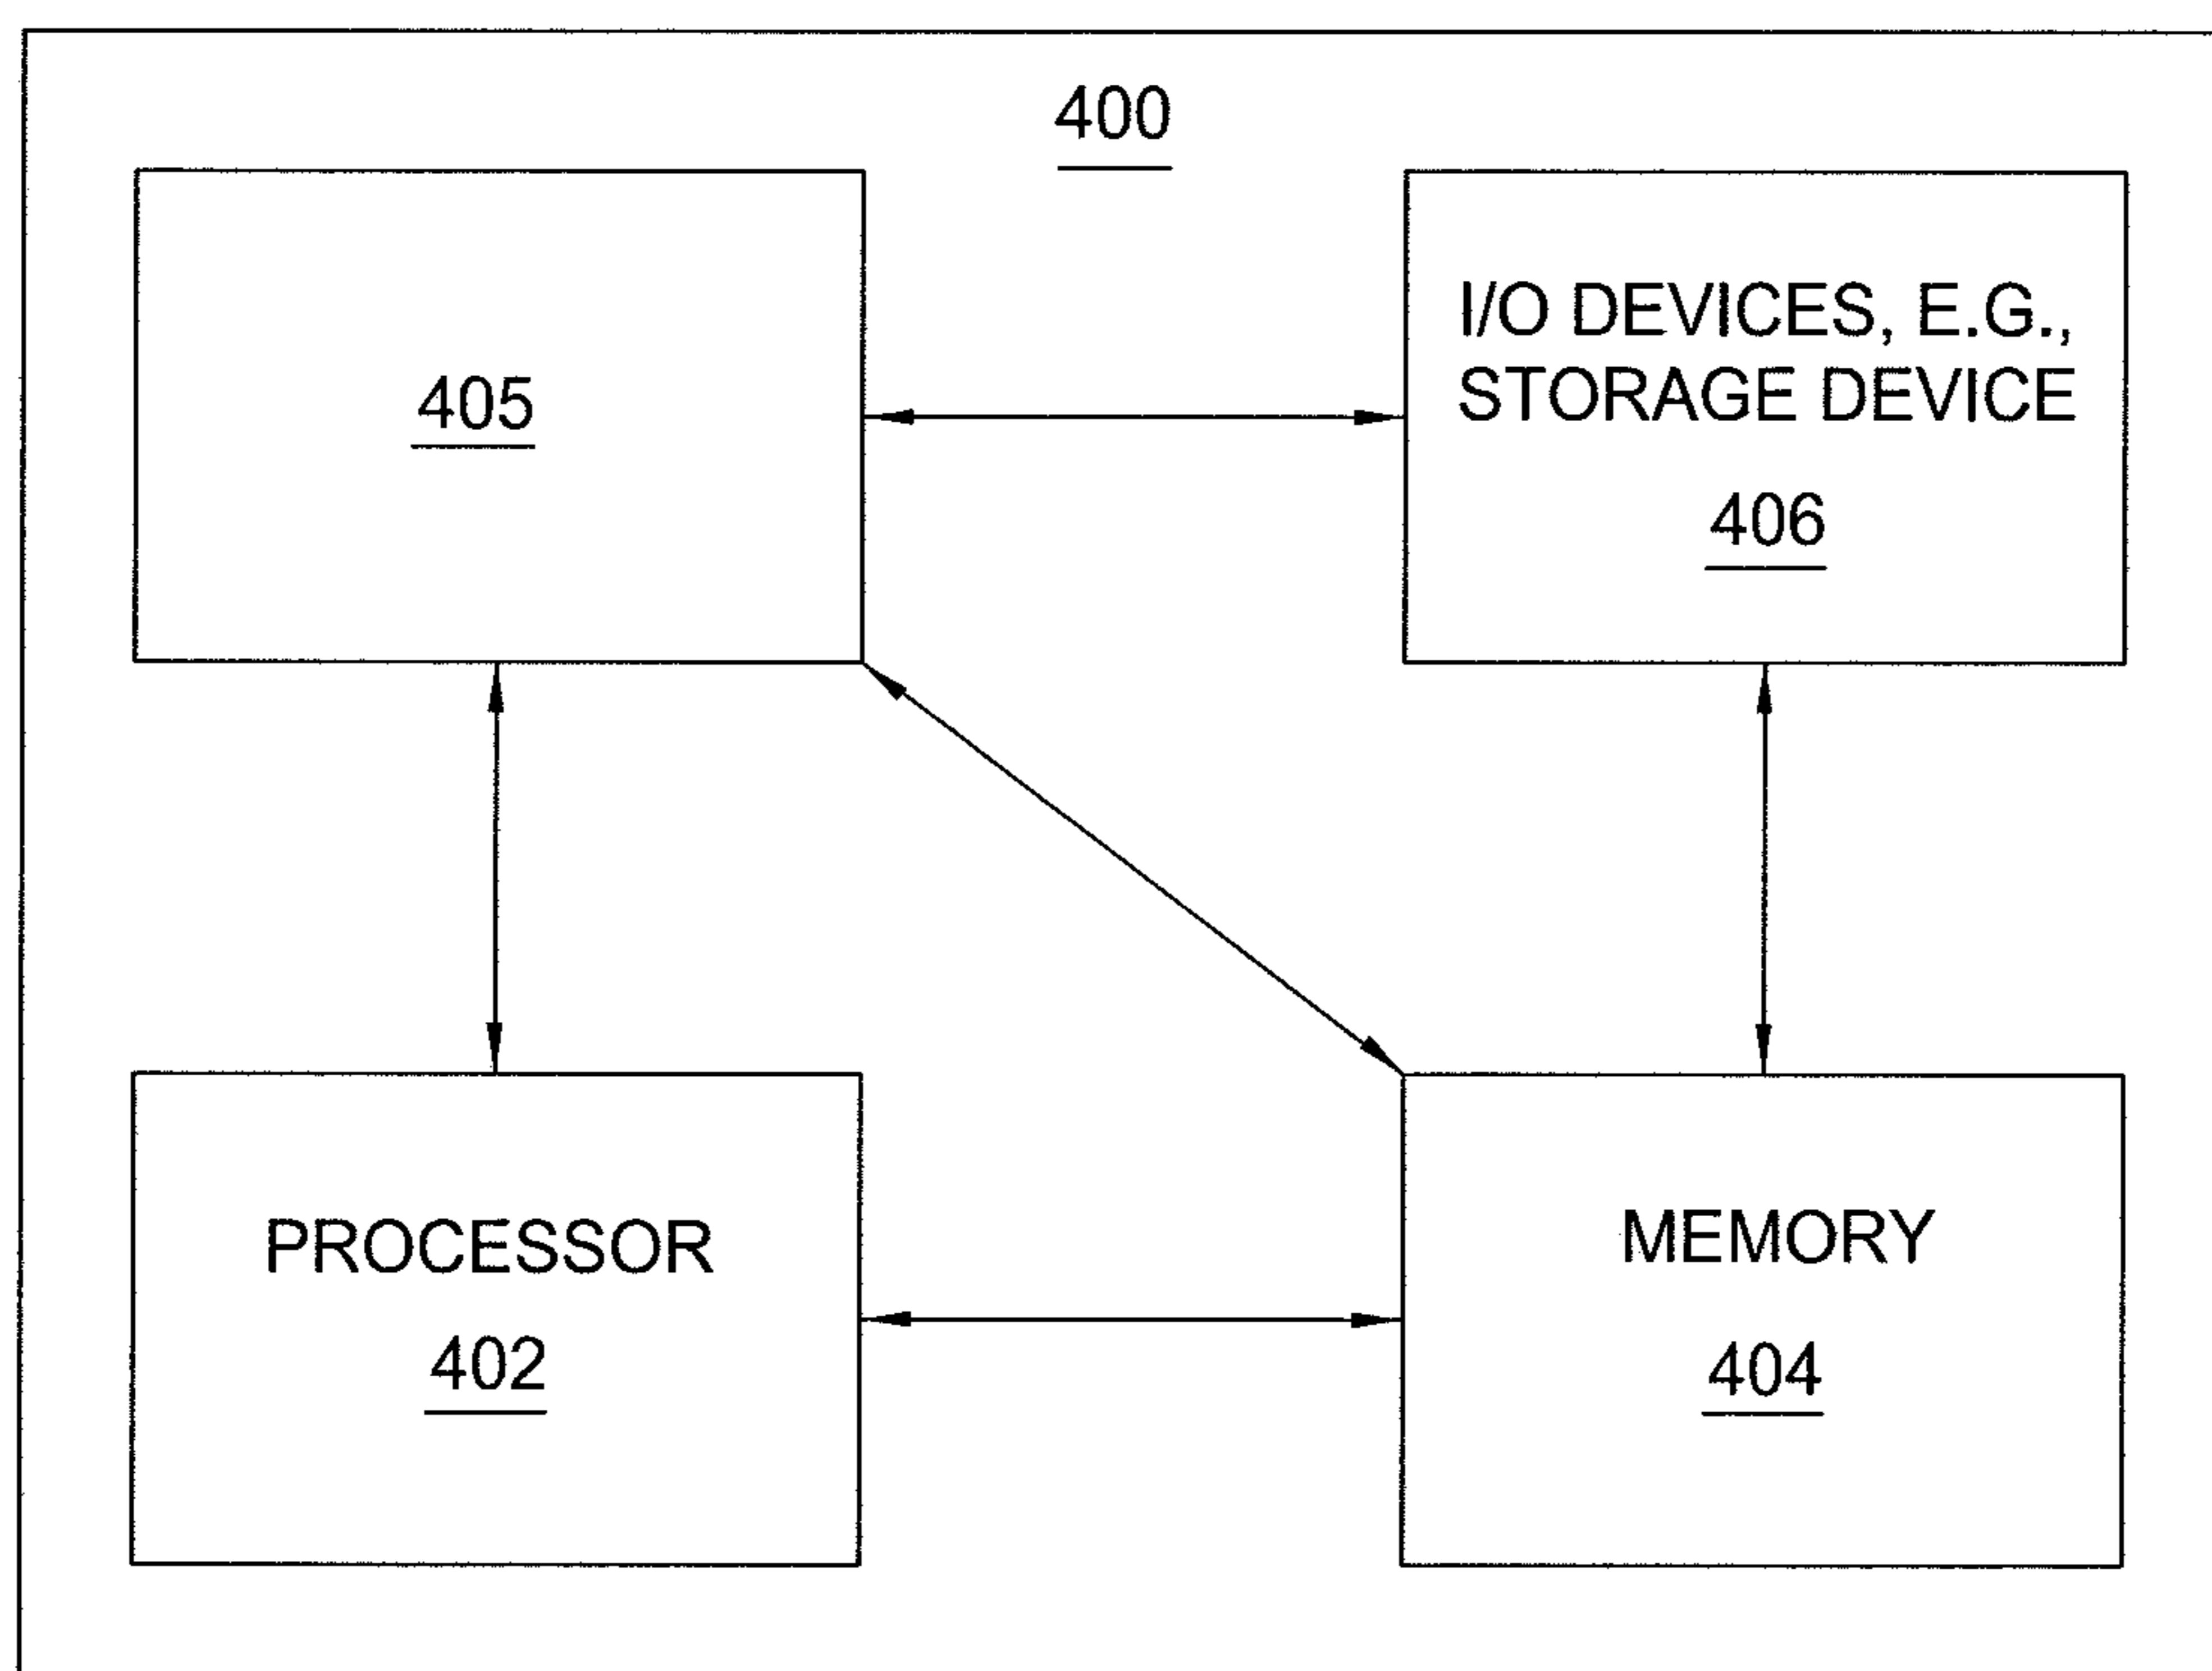 400
405
I/O DEVICES, E.G.,
STORAGE DEVICE
406
PROCESSOR
402
MEMORY
404